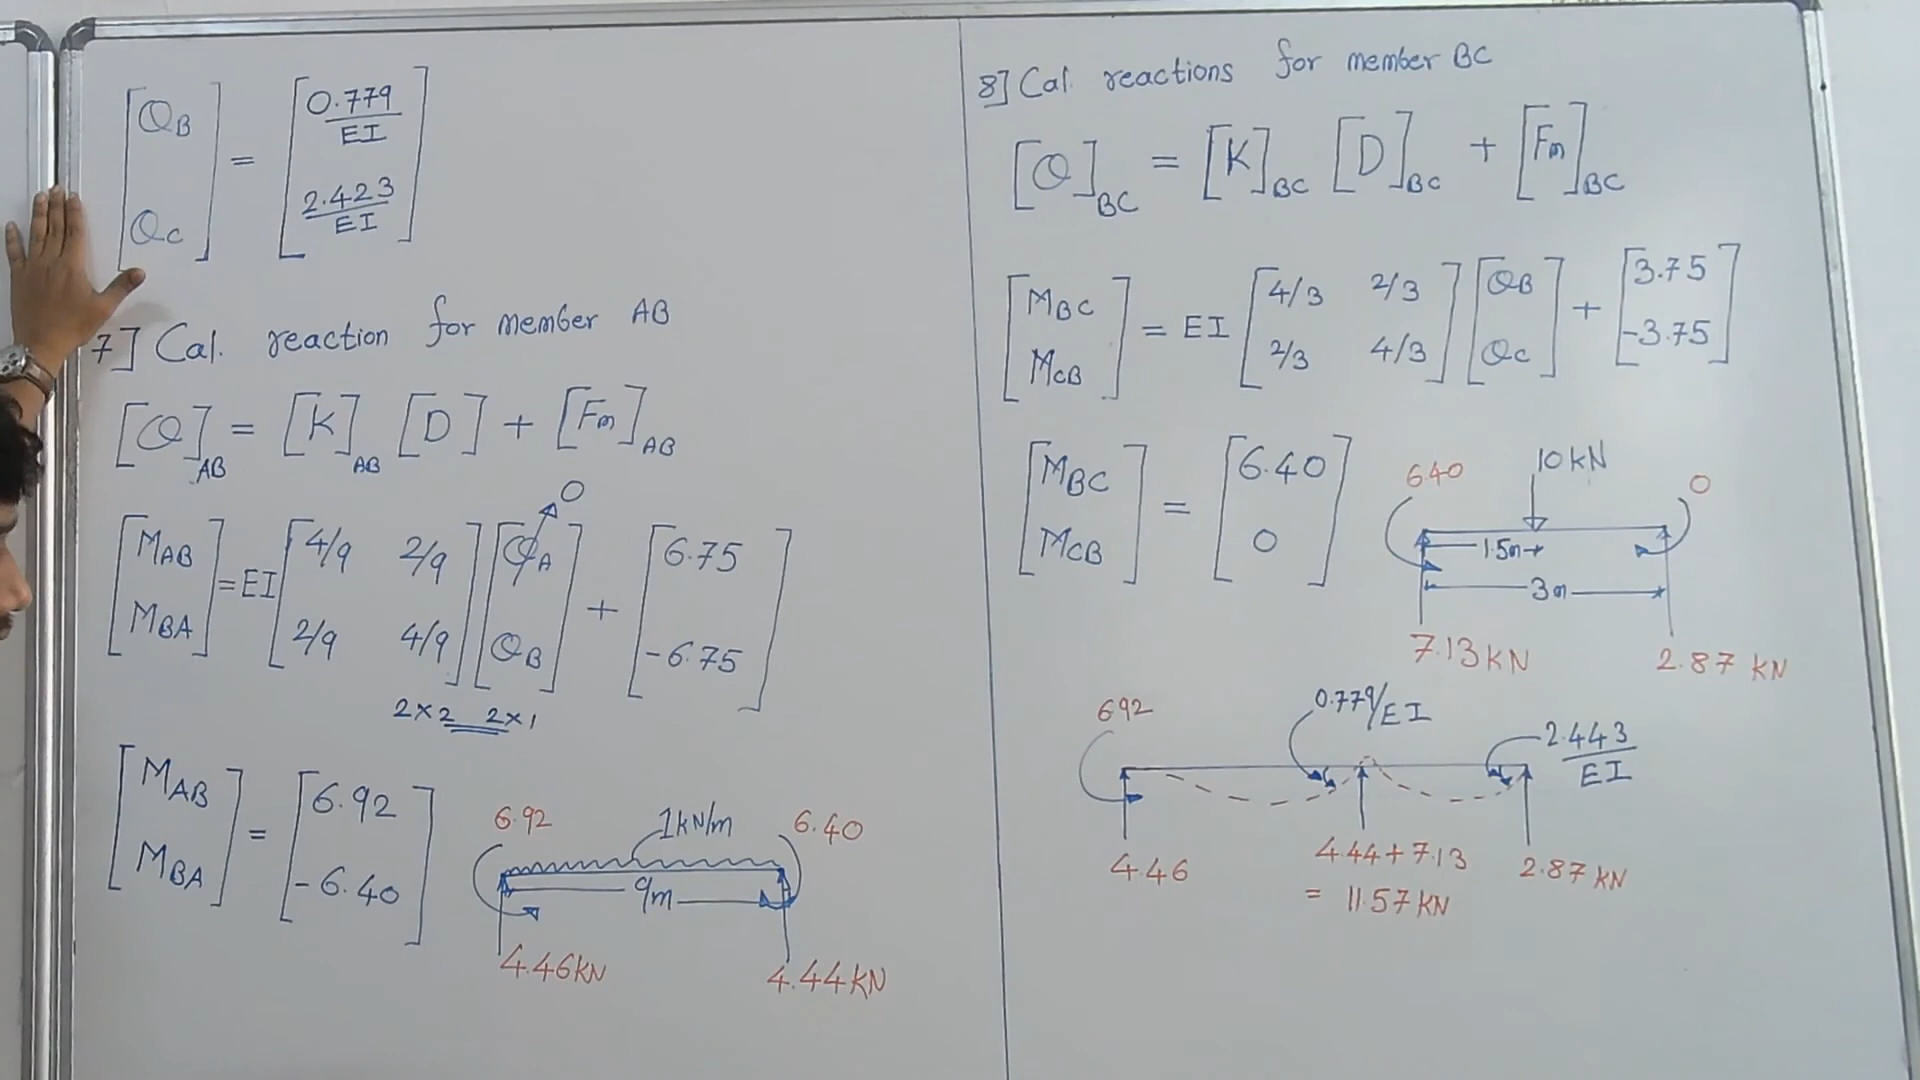 [θB] = [0.779/EI]
[θC] [2.423/EI]
7] Cal. reaction for member AB
[Q]AB = [K]AB [D] + [Fm]AB
0
[MAB] = EI [4/9 2/9] [θA] + [6.75]
[MBA] [2/9 4/9] [θB] [-6.75]
2×2 2×1
[MAB] = [6.92]
[MBA] [-6.40]
6.92 1kN/m 6.40
9m
4.46KN 4.44KN
8] Cal. reactions for member BC
[Q]BC = [K]BC [D]BC + [Fm]BC
[MBC] = EI [4/3 2/3] [θB] + [3.75]
[MCB] [2/3 4/3] [θC] [-3.75]
[MBC] = [6.40]
[MCB] [0]
6.40 10KN 0
1.5m
3m
7.13KN 2.87 KN
6.92 0.779/EI 2.443/EI
4.46 4.44+7.13 2.87KN
= 11.57KN